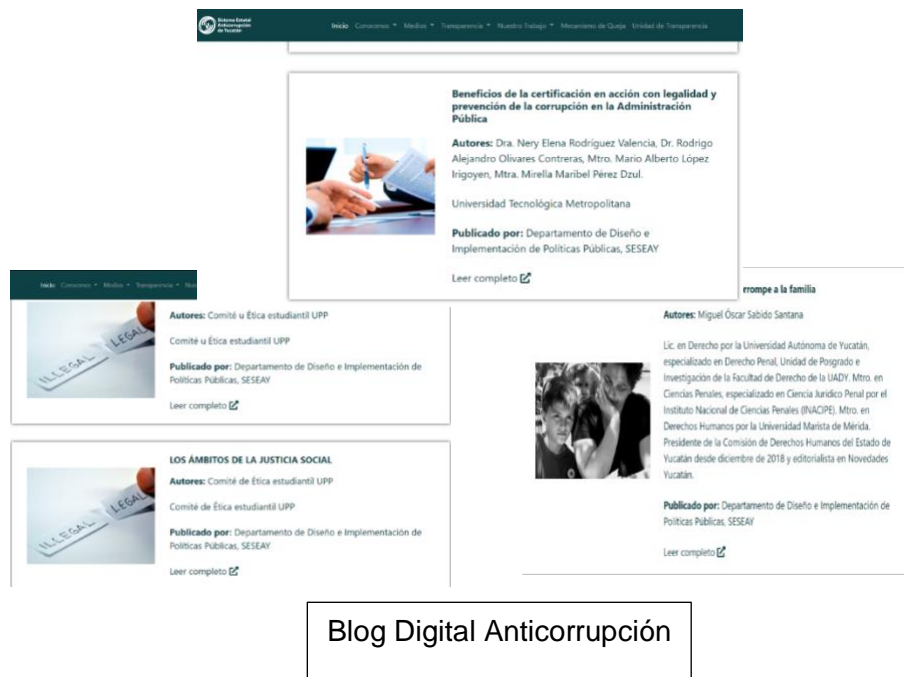 Sistema Estatal
Anticorrupción
de Yucatán
Inicio Conocenos Medios Transparencia Nuestro Trabajo Mecanismo de Queja Unidad de Transparencia
Beneficios de la certificación en acción con legalidad y
prevención de la corrupción en la Administración
Pública
Autores: Dra. Nery Elena Rodríguez Valencia, Dr. Rodrigo
Alejandro Olivares Contreras, Mtro. Mario Alberto López
Irigoyen, Mtra. Mirella Maribel Pérez Dzul.
Universidad Tecnológica Metropolitana
Publicado por: Departamento de Diseño e
Implementación de Políticas Públicas, SESEAY
Leer completo
Inicio Conocenos Medios Transparencia Nue
ILLEGAL LEGAL
Autores: Comité u Ética estudiantil UPP
Comité u Ética estudiantil UPP
Publicado por: Departamento de Diseño e Implementación de
Políticas Públicas, SESEAY
Leer completo
ILLEGAL LEGAL
LOS ÁMBITOS DE LA JUSTICIA SOCIAL
Autores: Comité de Ética estudiantil UPP
Comité de Ética estudiantil UPP
Publicado por: Departamento de Diseño e Implementación de
Políticas Públicas, SESEAY
Leer completo
rrompe a la familia
Autores: Miguel Óscar Sabido Santana
Lic. en Derecho por la Universidad Autónoma de Yucatán,
especializado en Derecho Penal, Unidad de Posgrado e
Investigación de la Facultad de Derecho de la UADY. Mtro. en
Ciencias Penales, especializado en Ciencia Jurídico Penal por el
Instituto Nacional de Ciencias Penales (INACIPE). Mtro. en
Derechos Humanos por la Universidad Marista de Mérida.
Presidente de la Comisión de Derechos Humanos del Estado de
Yucatán desde diciembre de 2018 y editorialista en Novedades
Yucatán.
Publicado por: Departamento de Diseño e Implementación de
Políticas Públicas, SESEAY
Leer completo
Blog Digital Anticorrupción